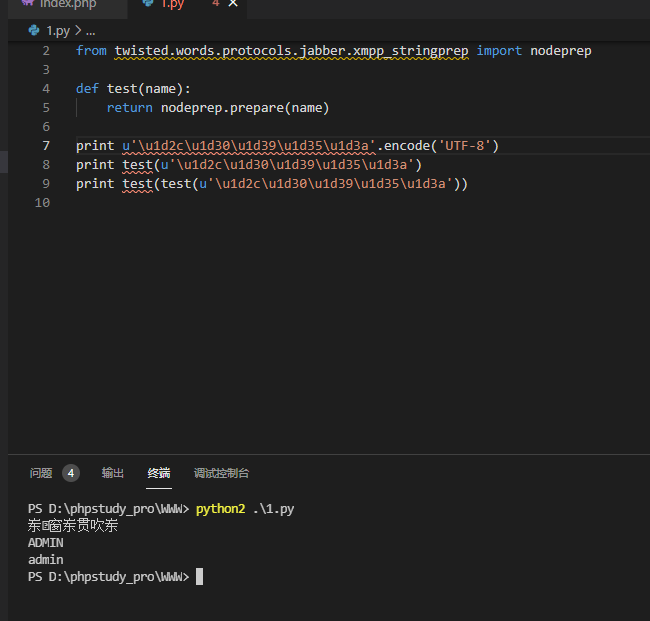 index.php
1.py
4
1.py > ...
2 from twisted.words.protocols.jabber.xmpp_stringprep import nodeprep
3
4 def test(name):
5 return nodeprep.prepare(name)
6
7 print u'\u1d2c\u1d30\u1d39\u1d35\u1d3a'.encode('UTF-8')
8 print test(u'\u1d2c\u1d30\u1d39\u1d35\u1d3a')
9 print test(test(u'\u1d2c\u1d30\u1d39\u1d35\u1d3a'))
10
问题 4 输出 终端 调试控制台
PS D:\phpstudy_pro\WWW> python2 .\1.py
ADMIN
admin
PS D:\phpstudy_pro\WWW>